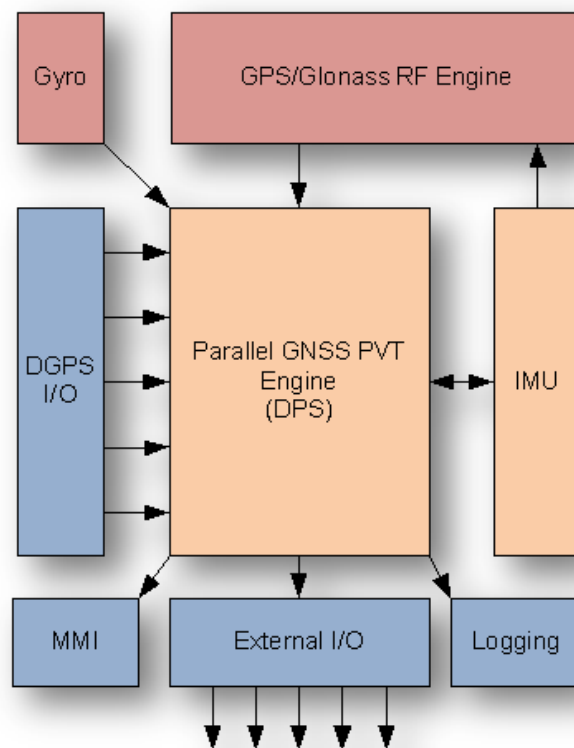 Gyro
GPS/Glonass RF Engine
DGPS
I/O
Parallel GNSS PVT
Engine
(DPS)
IMU
MMI
External I/O
Logging